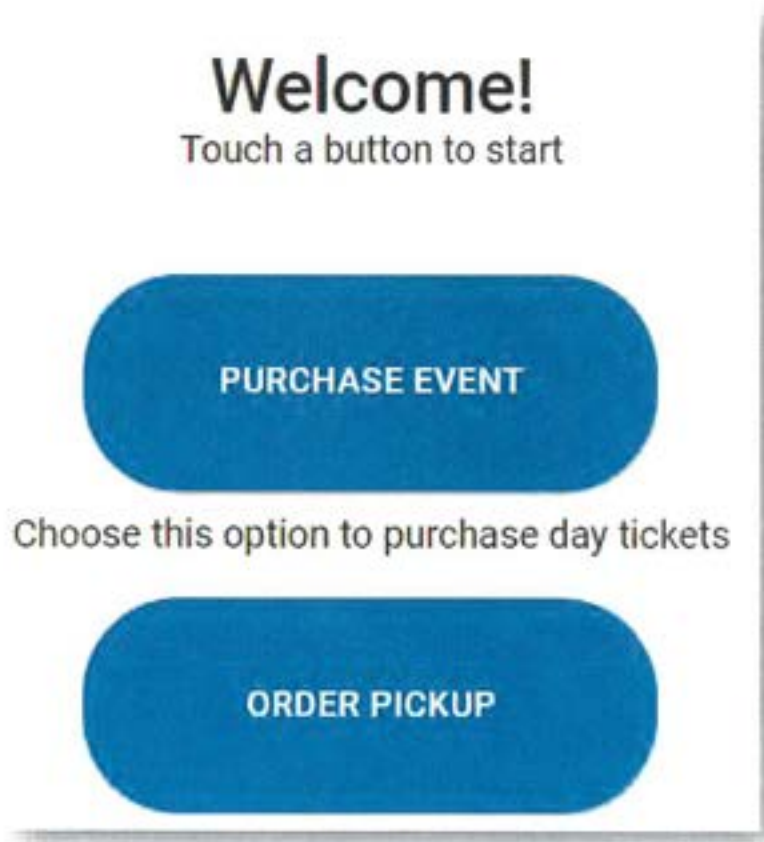 Welcome!
Touch a button to start
PURCHASE EVENT
Choose this option to purchase day tickets
ORDER PICKUP